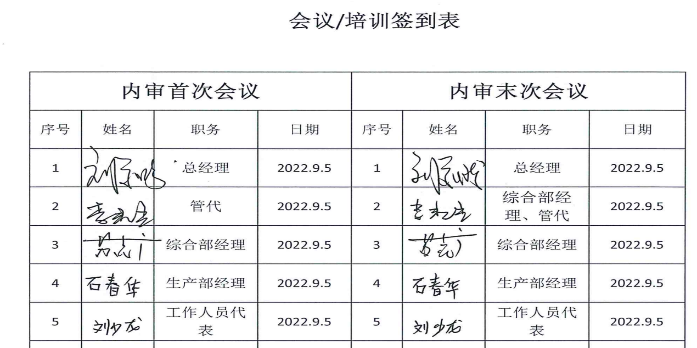 会议/培训签到表
内审首次会议 内审末次会议
序号 姓名 职务 日期 序号 姓名 职务 日期
1 总经理 2022.9.5 1 总经理 2022.9.5
2 管代 2022.9.5 2 综合部经
理、管代 2022.9.5
3 综合部经理 2022.9.5 3 综合部经理 2022.9.5
4 石春华 生产部经理 2022.9.5 4 石春华 生产部经理 2022.9.5
5 刘少龙 工作人员代
表 2022.9.5 5 刘少龙 工作人员代
表 2022.9.5